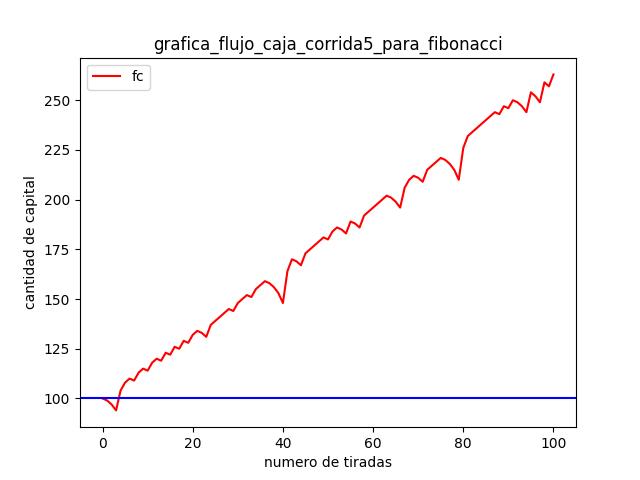 grafica_flujo_caja_corrida5_para_fibonacci
fc
250
225
200
175
150
125
100
cantidad de capital
0 20 40 60 80 100
numero de tiradas